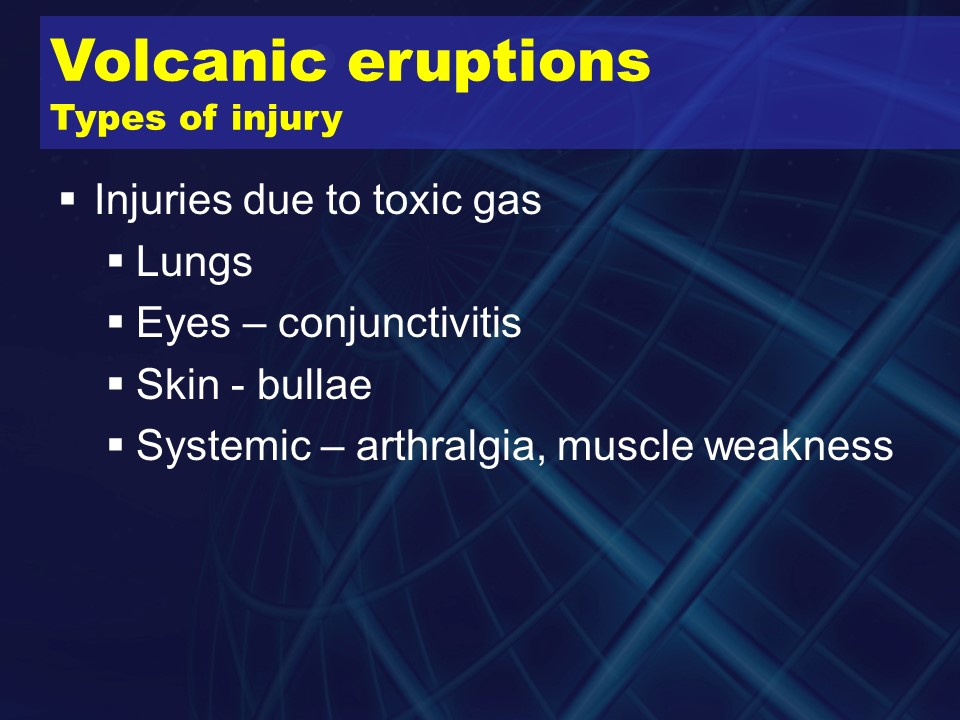 Volcanic eruptions
Types of injury
▪ Injuries due to toxic gas
▪ Lungs
▪ Eyes – conjunctivitis
▪ Skin - bullae
▪ Systemic – arthralgia, muscle weakness